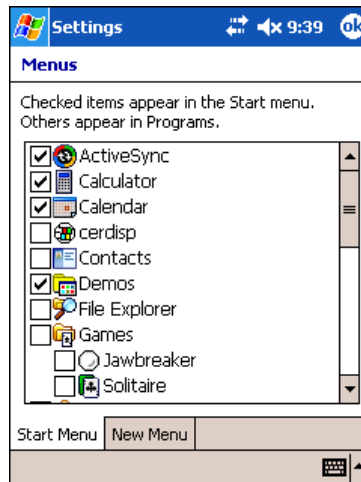 Settings 9:39 ok
Menus
Checked items appear in the Start menu.
Others appear in Programs.
ActiveSync
Calculator
Calendar
cerdisp
Contacts
Demos
File Explorer
Games
Jawbreaker
Solitaire
Start Menu New Menu